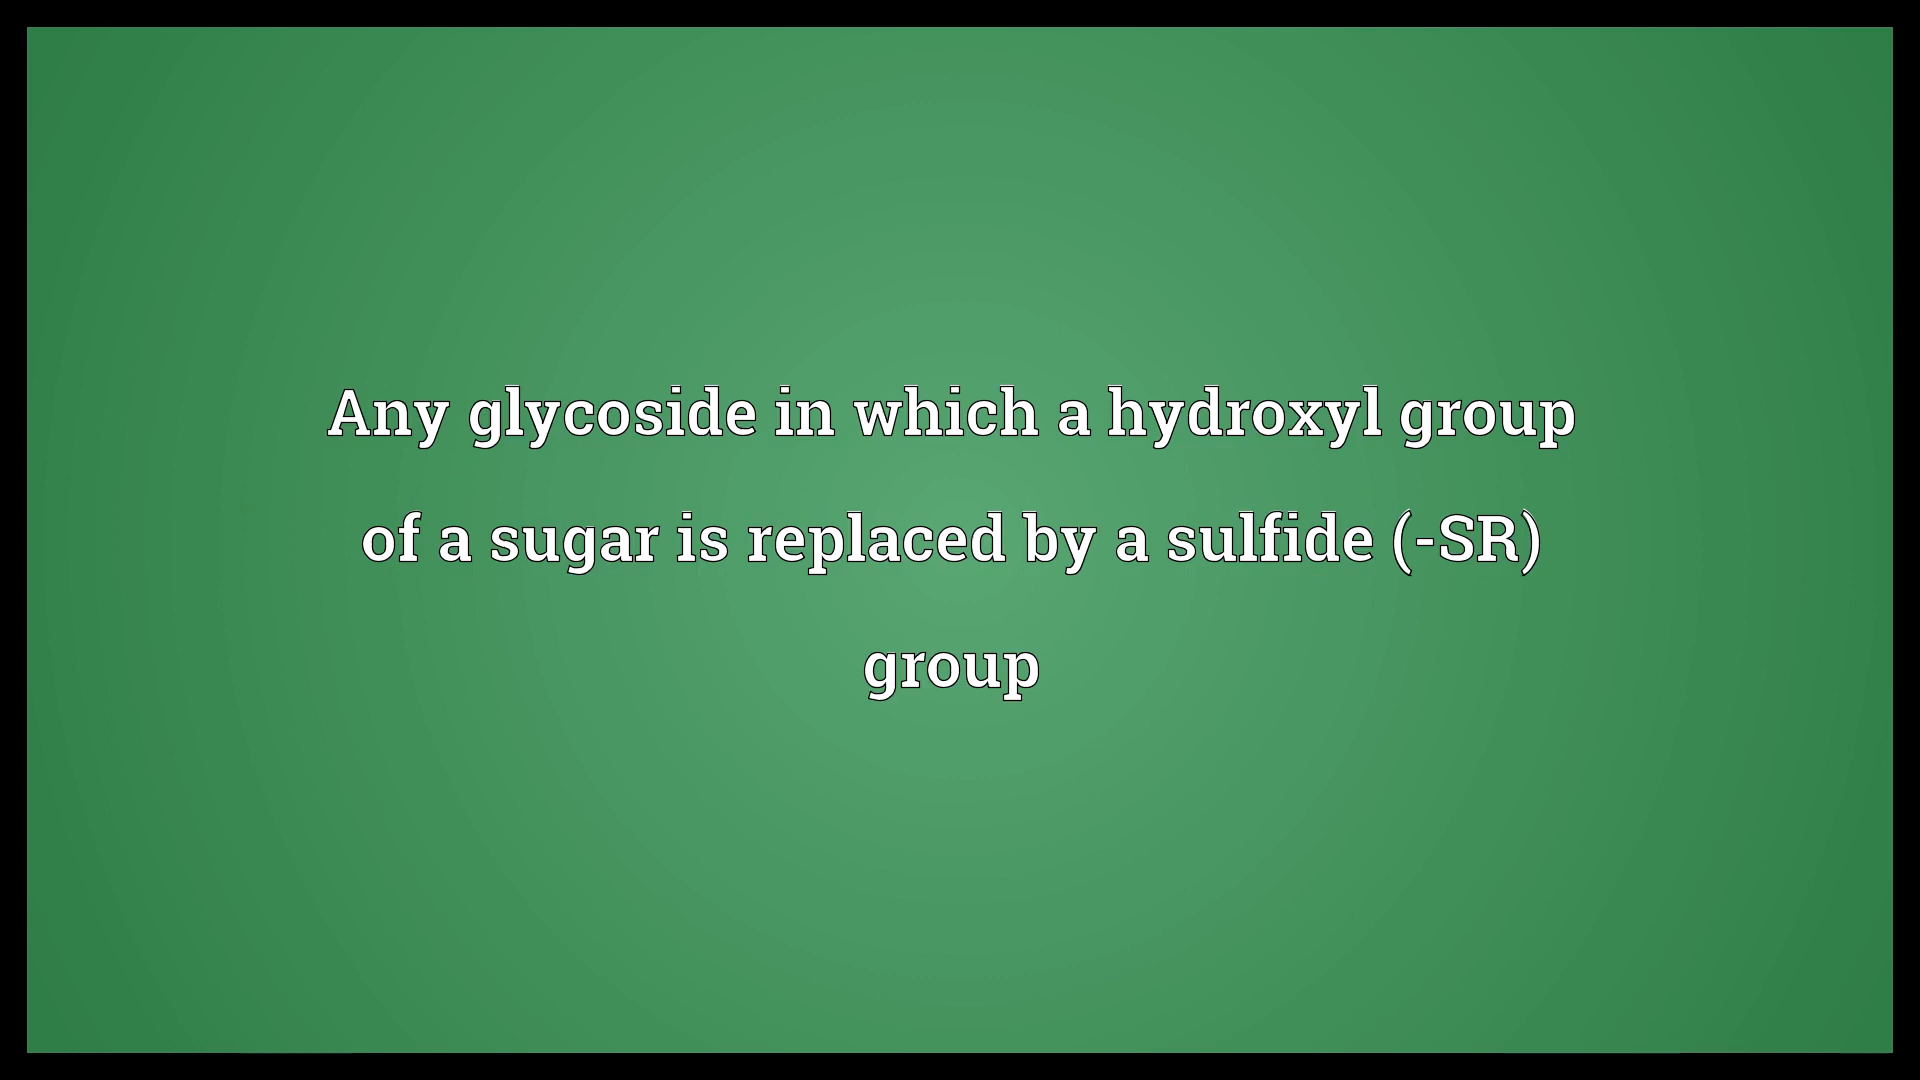 Any glycoside in which a hydroxyl group
of a sugar is replaced by a sulfide (-SR)
group